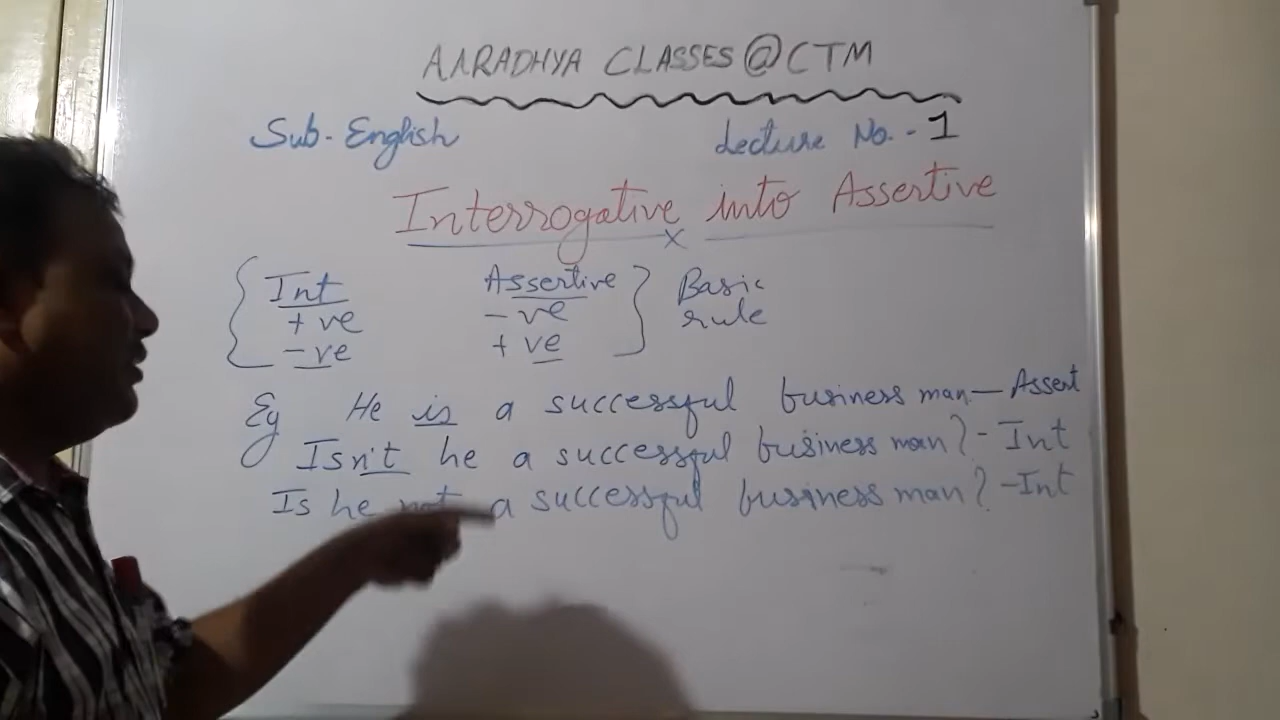 AARADHYA CLASSES @ CTM
Sub. English Lecture No. - 1
Interrogative into Assertive
Int Assertive Basic
+ ve - ve rule
- ve + ve
Eg He is a successful business man — Assert
Isn't he a successful business man? - Int
Is he not a successful business man? - Int